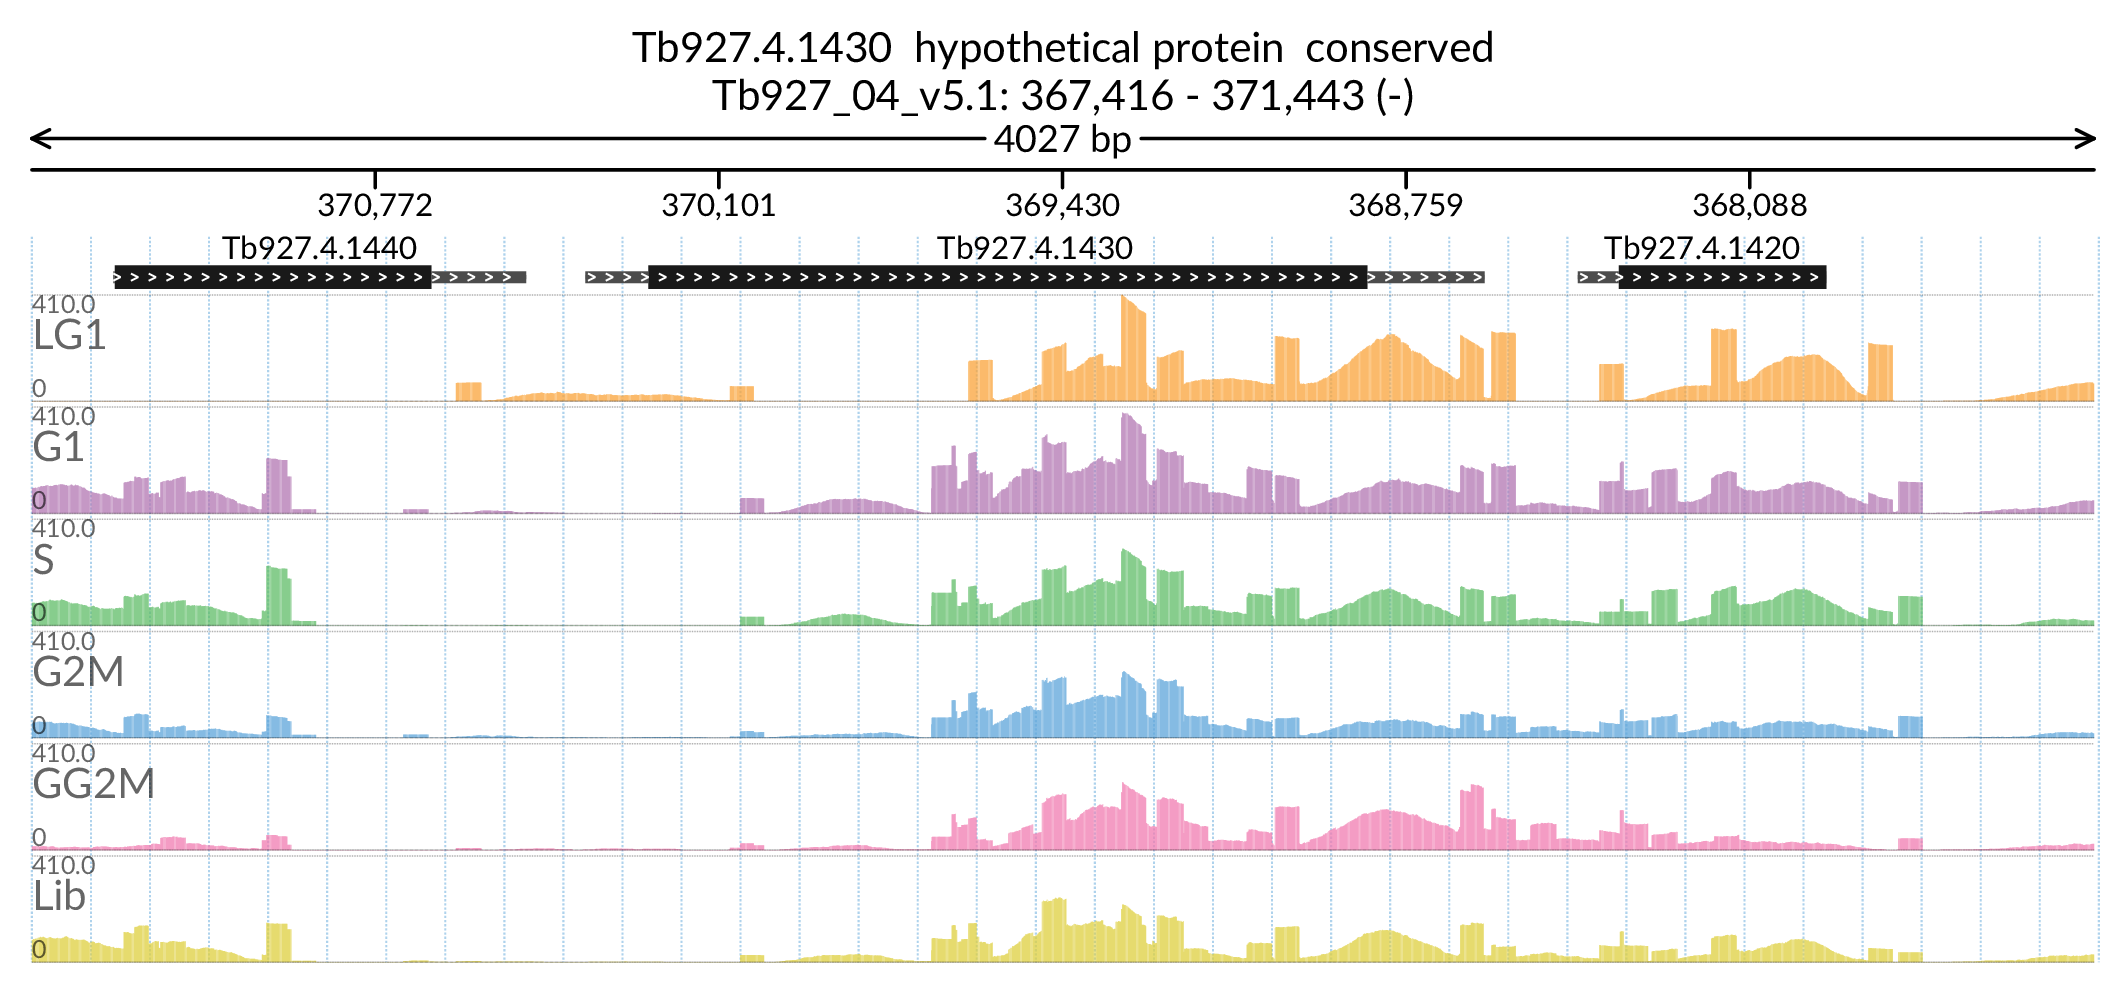 Tb927.4.1430  hypothetical protein  conserved
Tb927_04_v5.1: 367,416 - 371,443 (-)
4027 bp
370,772 370,101 369,430 368,759 368,088
Tb927.4.1440 Tb927.4.1430 Tb927.4.1420
410.0
LG1
0
410.0
G1
0
410.0
S
0
410.0
G2M
0
410.0
GG2M
0
410.0
Lib
0